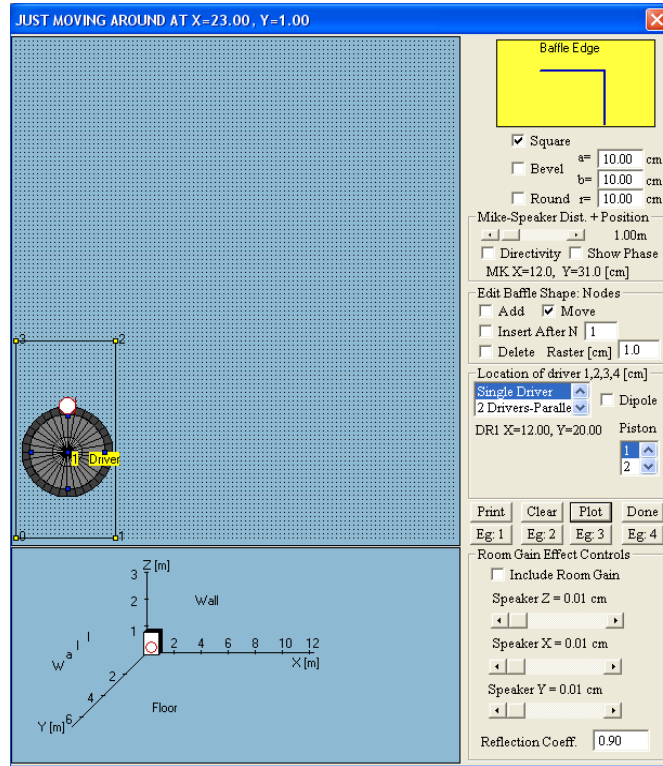 JUST MOVING AROUND AT X=23.00, Y=1.00
Baffle Edge
Square
Bevel a= 10.00 cm
b= 10.00 cm
Round r= 10.00 cm
Mike-Speaker Dist. + Position
1.00m
Directivity Show Phase
MK X=12.0, Y=31.0 [cm]
Edit Baffle Shape: Nodes
Add Move
Insert After N 1
Delete Raster [cm] 1.0
Location of driver 1,2,3,4 [cm]
Single Driver
2 Drivers-Paralle
Dipole
DR1 X=12.00, Y=20.00 Piston
1
2
Print Clear Plot Done
Eg: 1 Eg: 2 Eg: 3 Eg: 4
Room Gain Effect Controls
Include Room Gain
Speaker Z = 0.01 cm
Speaker X = 0.01 cm
Speaker Y = 0.01 cm
Reflection Coeff. 0.90
3 2
1 Driver
0 1
Z [m]
3
2
1
Wall
2 4 6 8 10 12
X [m]
Wall
2
4
6
Y [m]
Floor